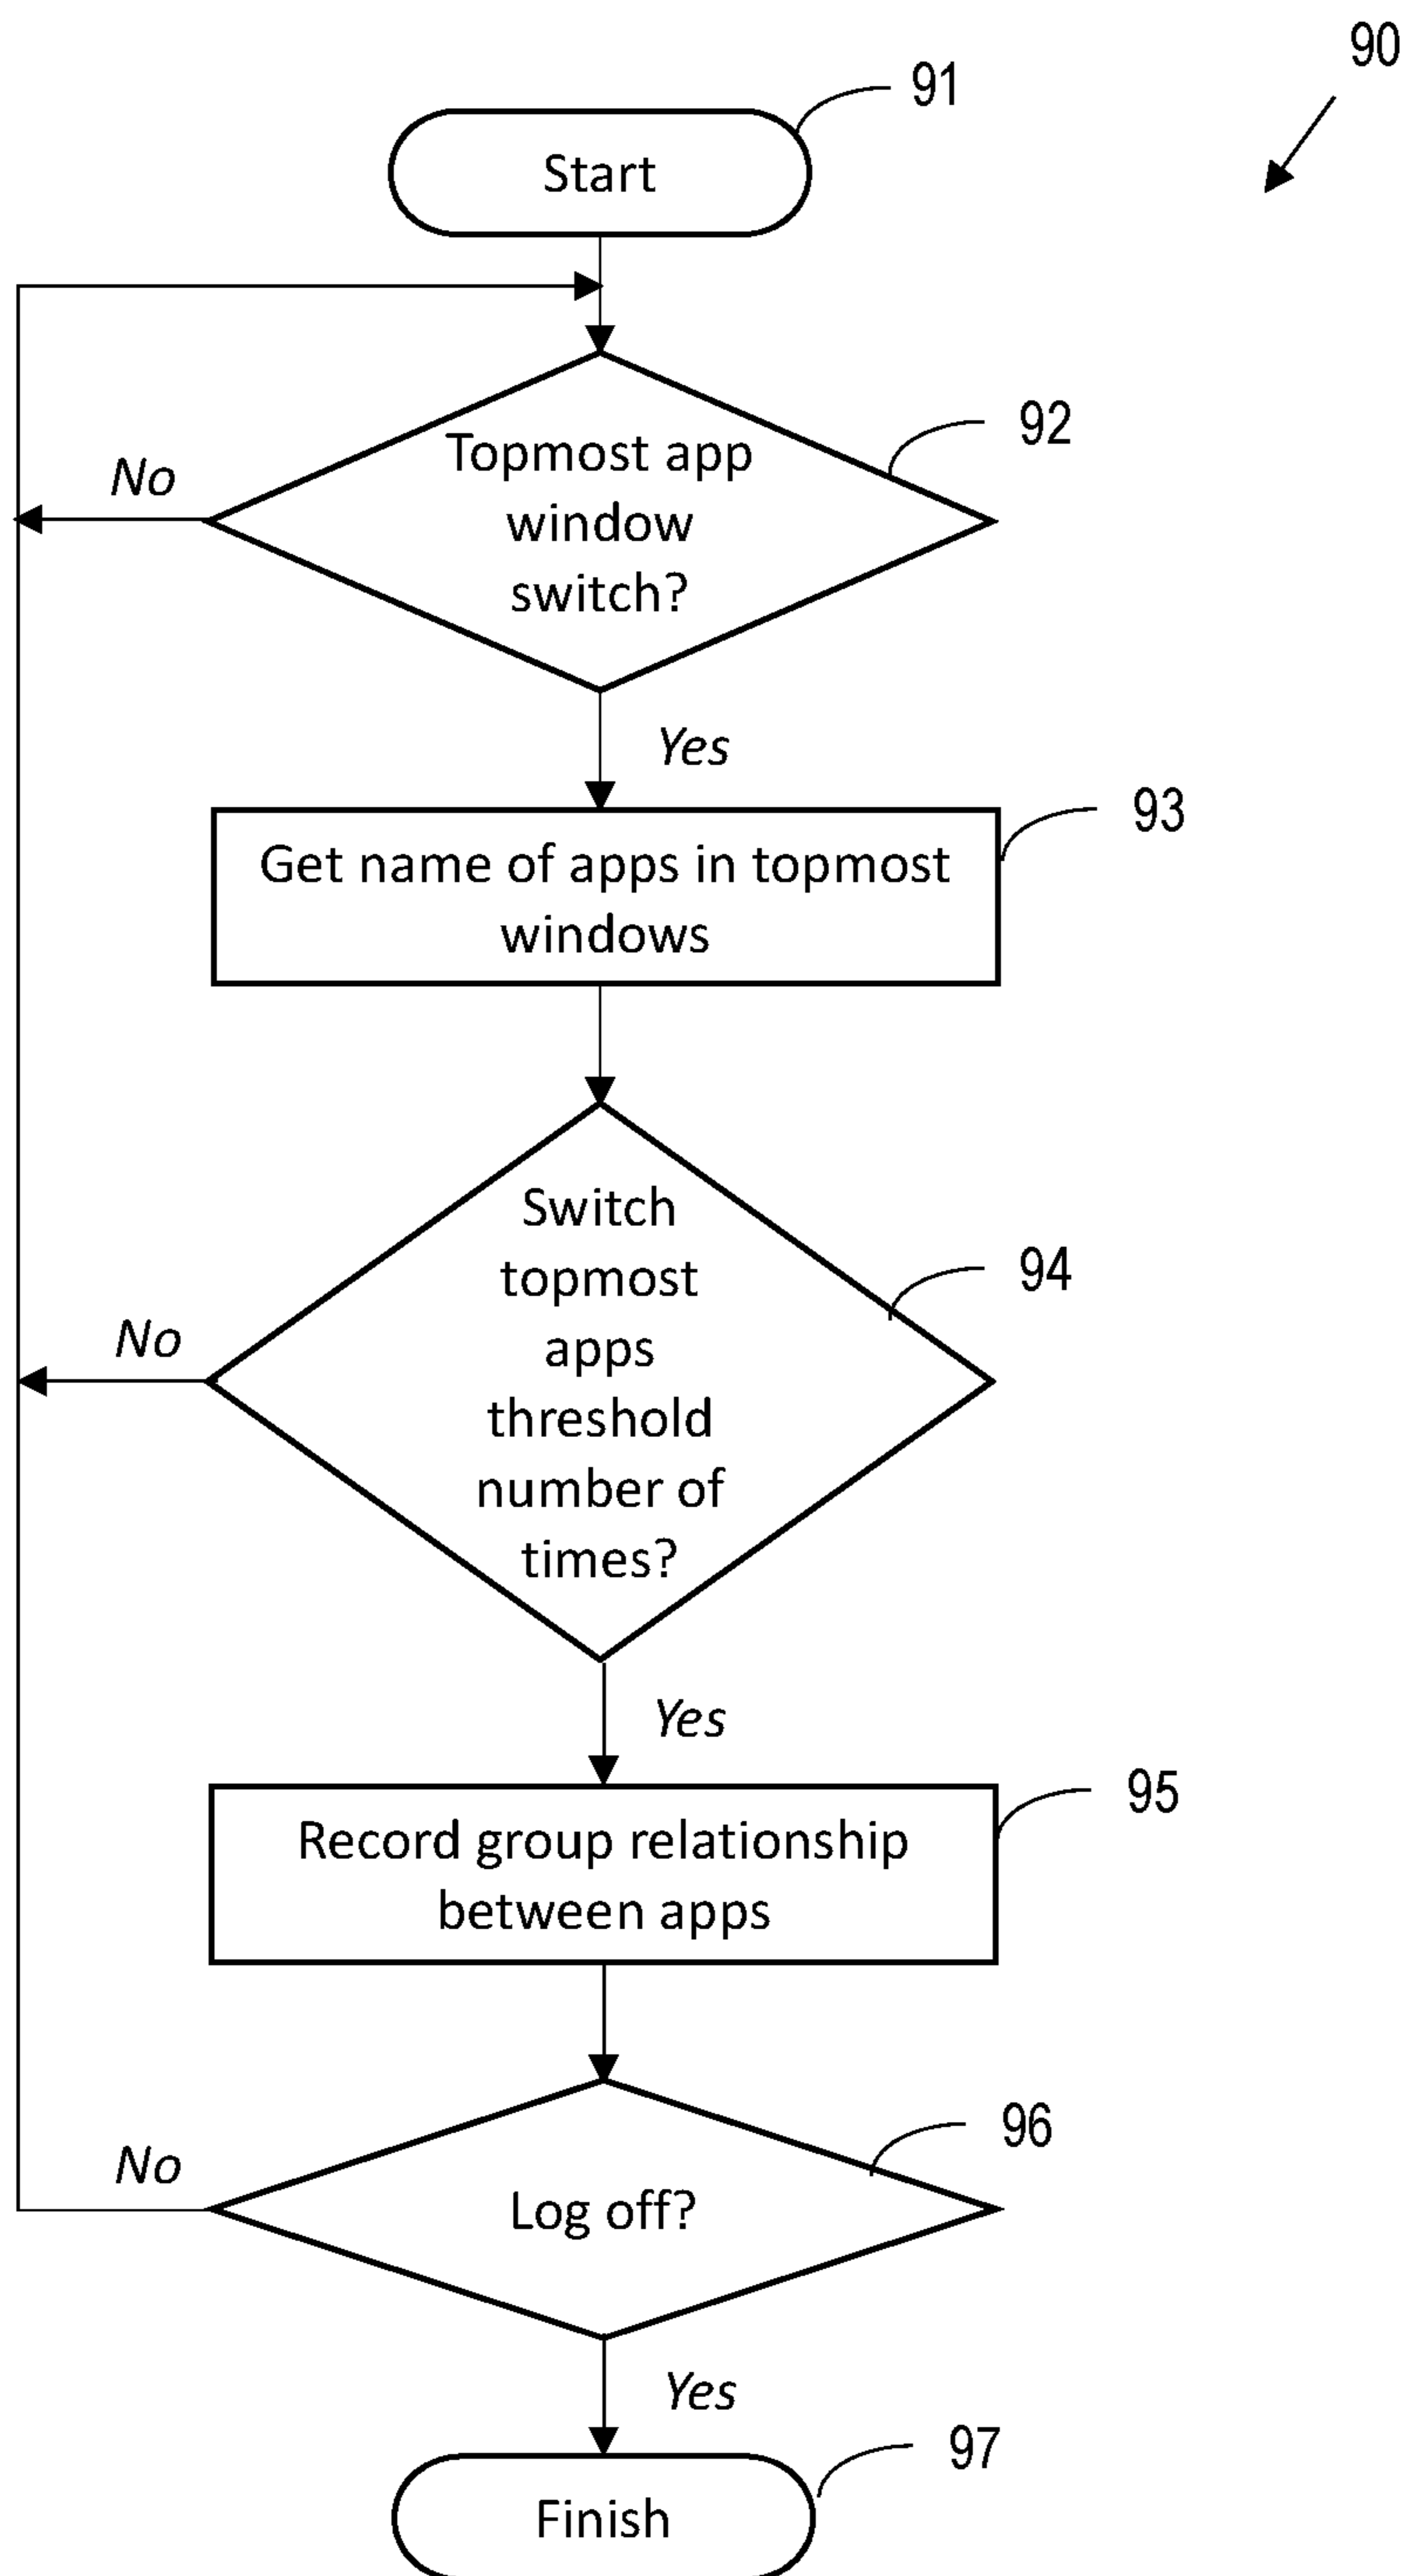 90
91
Start
92
Topmost app
window
switch?
No
Yes
93
Get name of apps in topmost
windows
94
Switch
topmost
apps
threshold
number of
times?
No
Yes
95
Record group relationship
between apps
96
Log off?
No
Yes
97
Finish